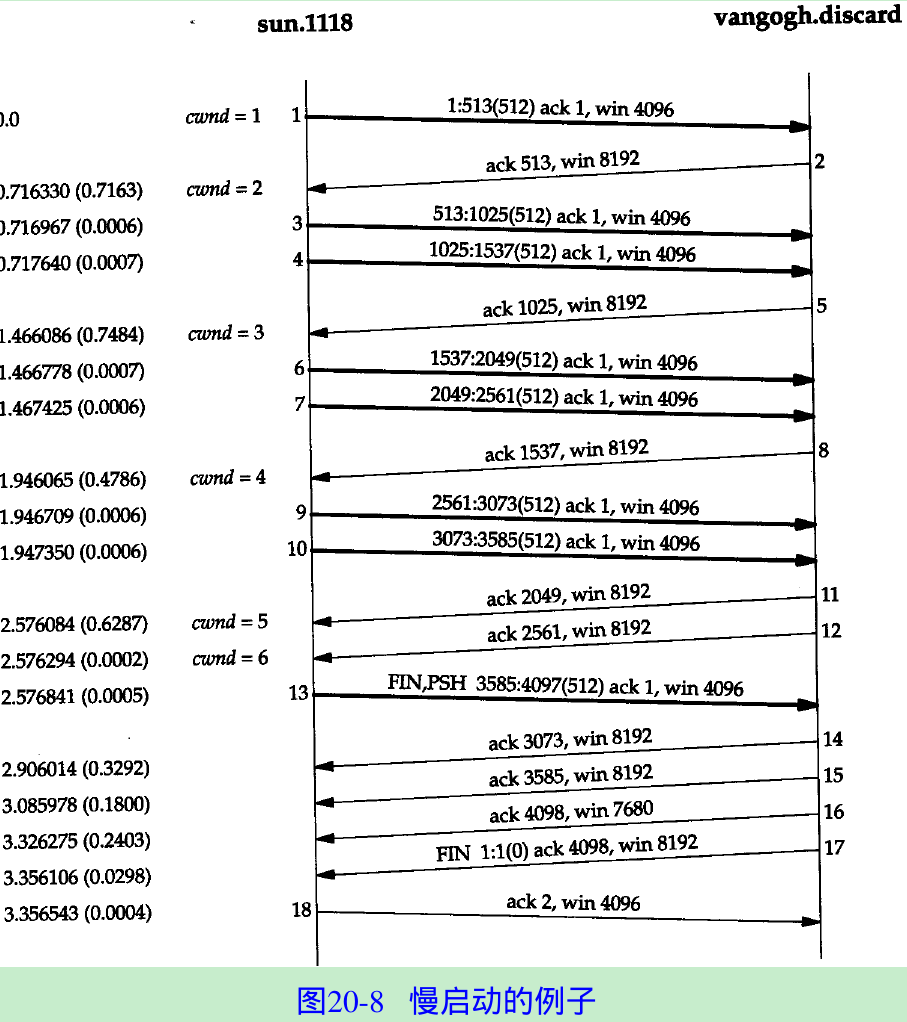 sun.1118 vangogh.discard
0.0 cwnd = 1 1 1:513(512) ack 1, win 4096
ack 513, win 8192 2
0.716330 (0.7163) cwnd = 2
0.716967 (0.0006) 3 513:1025(512) ack 1, win 4096
0.717640 (0.0007) 4 1025:1537(512) ack 1, win 4096
ack 1025, win 8192 5
1.466086 (0.7484) cwnd = 3
1.466778 (0.0007) 6 1537:2049(512) ack 1, win 4096
1.467425 (0.0006) 7 2049:2561(512) ack 1, win 4096
ack 1537, win 8192 8
1.946065 (0.4786) cwnd = 4
1.946709 (0.0006) 9 2561:3073(512) ack 1, win 4096
1.947350 (0.0006) 10 3073:3585(512) ack 1, win 4096
ack 2049, win 8192 11
2.576084 (0.6287) cwnd = 5
ack 2561, win 8192 12
2.576294 (0.0002) cwnd = 6
2.576841 (0.0005) 13 FIN,PSH 3585:4097(512) ack 1, win 4096
ack 3073, win 8192 14
2.906014 (0.3292)
ack 3585, win 8192 15
3.085978 (0.1800)
ack 4098, win 7680 16
3.326275 (0.2403)
FIN 1:1(0) ack 4098, win 8192 17
3.356106 (0.0298)
3.356543 (0.0004) 18 ack 2, win 4096
图20-8 慢启动的例子